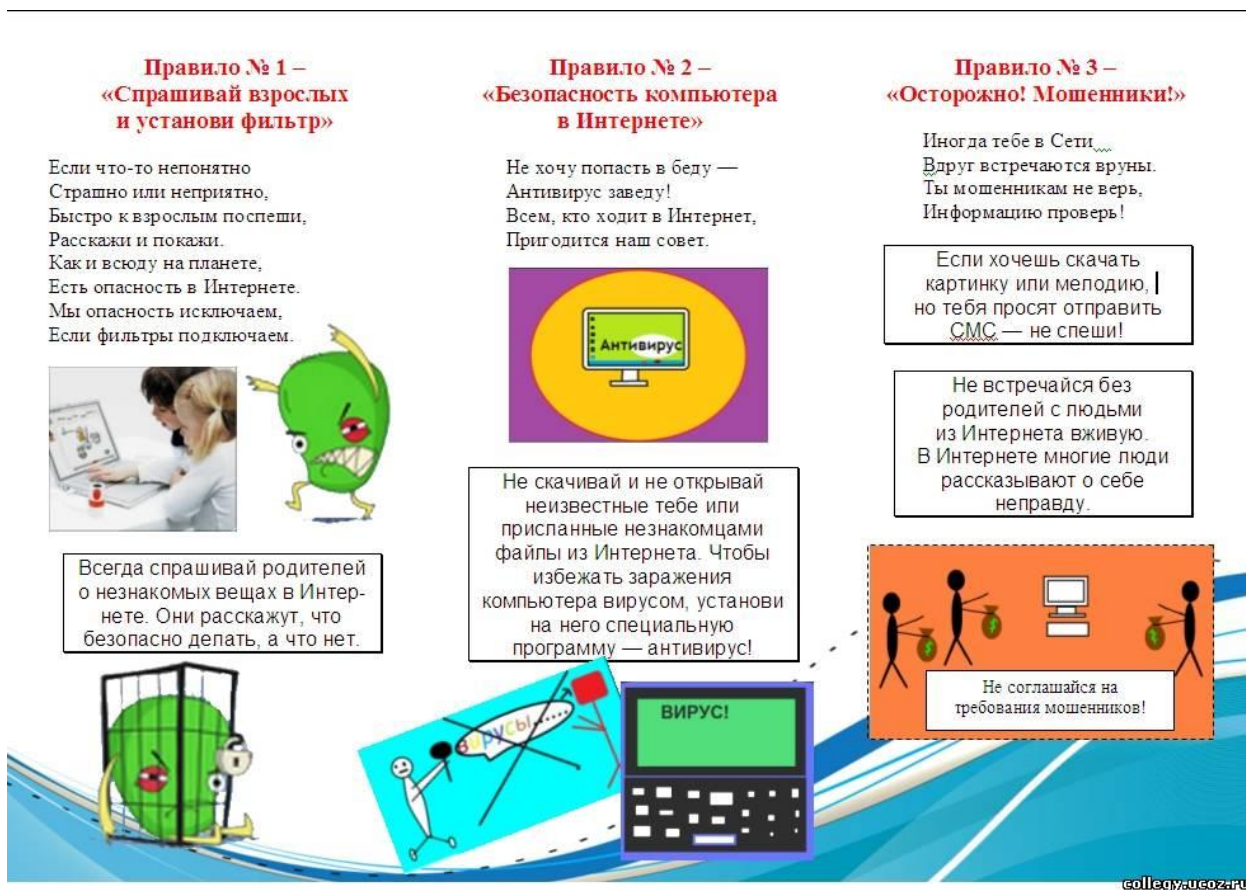 Правило № 1 –
«Спрашивай взрослых
и установи фильтр»
Если что-то непонятно
Страшно или неприятно,
Быстро к взрослым поспеши,
Расскажи и покажи.
Как и всюду на планете,
Есть опасность в Интернете.
Мы опасность исключаем,
Если фильтры подключаем.
Всегда спрашивай родителей
о незнакомых вещах в Интер-
нете. Они расскажут, что
безопасно делать, а что нет.
Правило № 2 –
«Безопасность компьютера
в Интернете»
Не хочу попасть в беду —
Антивирус заведу!
Всем, кто ходит в Интернет,
Пригодится наш совет.
Антивирус
Не скачивай и не открывай
неизвестные тебе или
присланные незнакомцами
файлы из Интернета. Чтобы
избежать заражения
компьютера вирусом, установи
на него специальную
программу — антивирус!
вирусы......
ВИРУС!
Правило № 3 –
«Осторожно! Мошенники!»
Иногда тебе в Сети
Вдруг встречаются вруны.
Ты мошенникам не верь,
Информацию проверь!
Если хочешь скачать
картинку или мелодию,
но тебя просят отправить
СМС — не спеши!
Не встречайся без
родителей с людьми
из Интернета вживую.
В Интернете многие люди
рассказывают о себе
неправду.
Не соглашайся на
требования мошенников!
collegy.ucoz.ru